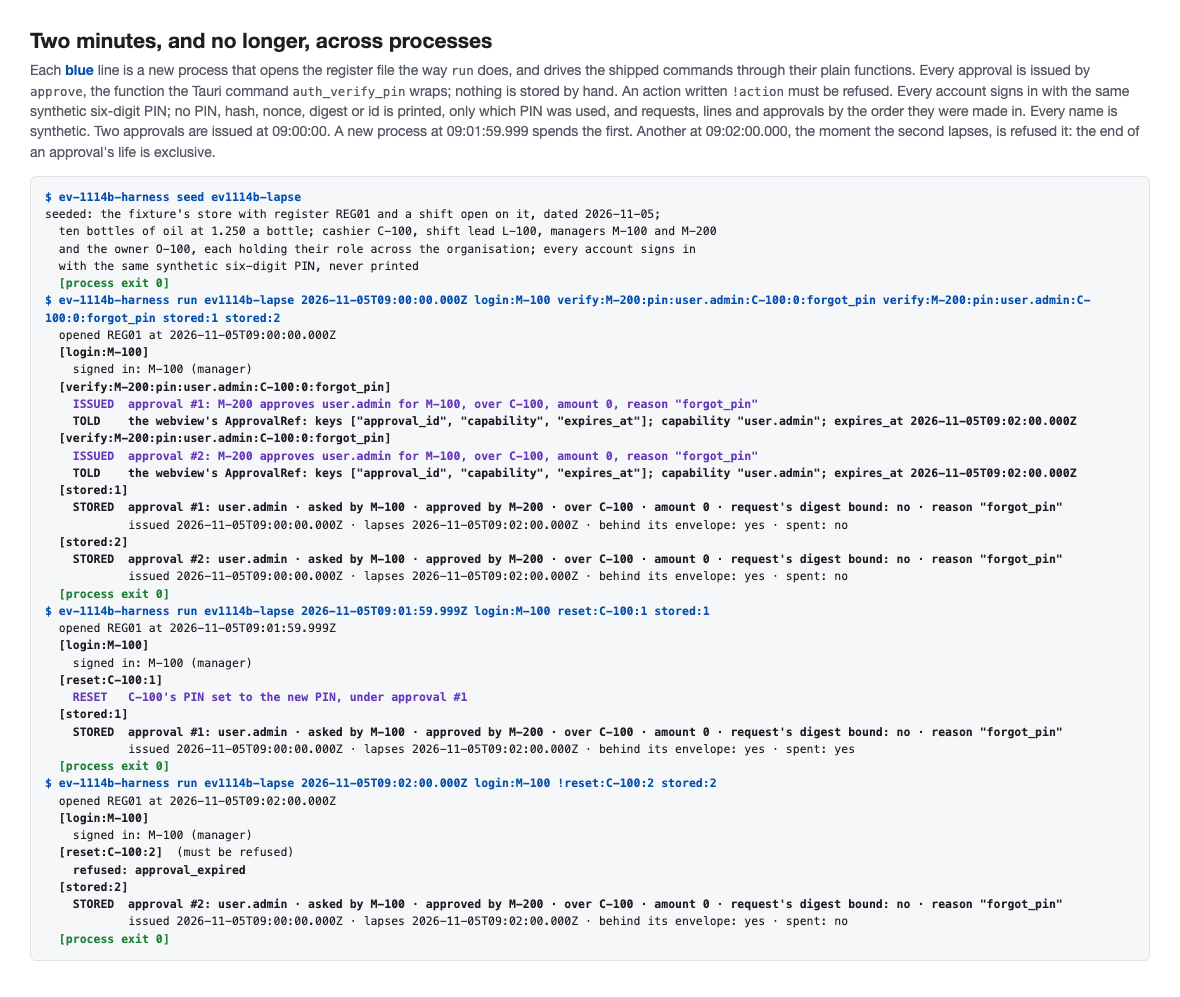 Two minutes, and no longer, across processes
Each blue line is a new process that opens the register file the way run does, and drives the shipped commands through their plain functions. Every approval is issued by
approve, the function the Tauri command auth_verify_pin wraps; nothing is stored by hand. An action written !action must be refused. Every account signs in with the same
synthetic six-digit PIN; no PIN, hash, nonce, digest or id is printed, only which PIN was used, and requests, lines and approvals by the order they were made in. Every name is
synthetic. Two approvals are issued at 09:00:00. A new process at 09:01:59.999 spends the first. Another at 09:02:00.000, the moment the second lapses, is refused it: the end of
an approval's life is exclusive.
$ ev-1114b-harness seed ev1114b-lapse
seeded: the fixture's store with register REG01 and a shift open on it, dated 2026-11-05;
ten bottles of oil at 1.250 a bottle; cashier C-100, shift lead L-100, managers M-100 and M-200
and the owner O-100, each holding their role across the organisation; every account signs in
with the same synthetic six-digit PIN, never printed
[process exit 0]
$ ev-1114b-harness run ev1114b-lapse 2026-11-05T09:00:00.000Z login:M-100 verify:M-200:pin:user.admin:C-100:0:forgot_pin verify:M-200:pin:user.admin:C-
100:0:forgot_pin stored:1 stored:2
opened REG01 at 2026-11-05T09:00:00.000Z
[login:M-100]
signed in: M-100 (manager)
[verify:M-200:pin:user.admin:C-100:0:forgot_pin]
ISSUED approval #1: M-200 approves user.admin for M-100, over C-100, amount 0, reason "forgot_pin"
TOLD the webview's ApprovalRef: keys ["approval_id", "capability", "expires_at"]; capability "user.admin"; expires_at 2026-11-05T09:02:00.000Z
[verify:M-200:pin:user.admin:C-100:0:forgot_pin]
ISSUED approval #2: M-200 approves user.admin for M-100, over C-100, amount 0, reason "forgot_pin"
TOLD the webview's ApprovalRef: keys ["approval_id", "capability", "expires_at"]; capability "user.admin"; expires_at 2026-11-05T09:02:00.000Z
[stored:1]
STORED approval #1: user.admin · asked by M-100 · approved by M-200 · over C-100 · amount 0 · request's digest bound: no · reason "forgot_pin"
issued 2026-11-05T09:00:00.000Z · lapses 2026-11-05T09:02:00.000Z · behind its envelope: yes · spent: no
[stored:2]
STORED approval #2: user.admin · asked by M-100 · approved by M-200 · over C-100 · amount 0 · request's digest bound: no · reason "forgot_pin"
issued 2026-11-05T09:00:00.000Z · lapses 2026-11-05T09:02:00.000Z · behind its envelope: yes · spent: no
[process exit 0]
$ ev-1114b-harness run ev1114b-lapse 2026-11-05T09:01:59.999Z login:M-100 reset:C-100:1 stored:1
opened REG01 at 2026-11-05T09:01:59.999Z
[login:M-100]
signed in: M-100 (manager)
[reset:C-100:1]
RESET C-100's PIN set to the new PIN, under approval #1
[stored:1]
STORED approval #1: user.admin · asked by M-100 · approved by M-200 · over C-100 · amount 0 · request's digest bound: no · reason "forgot_pin"
issued 2026-11-05T09:00:00.000Z · lapses 2026-11-05T09:02:00.000Z · behind its envelope: yes · spent: yes
[process exit 0]
$ ev-1114b-harness run ev1114b-lapse 2026-11-05T09:02:00.000Z login:M-100 !reset:C-100:2 stored:2
opened REG01 at 2026-11-05T09:02:00.000Z
[login:M-100]
signed in: M-100 (manager)
[reset:C-100:2] (must be refused)
refused: approval_expired
[stored:2]
STORED approval #2: user.admin · asked by M-100 · approved by M-200 · over C-100 · amount 0 · request's digest bound: no · reason "forgot_pin"
issued 2026-11-05T09:00:00.000Z · lapses 2026-11-05T09:02:00.000Z · behind its envelope: yes · spent: no
[process exit 0]